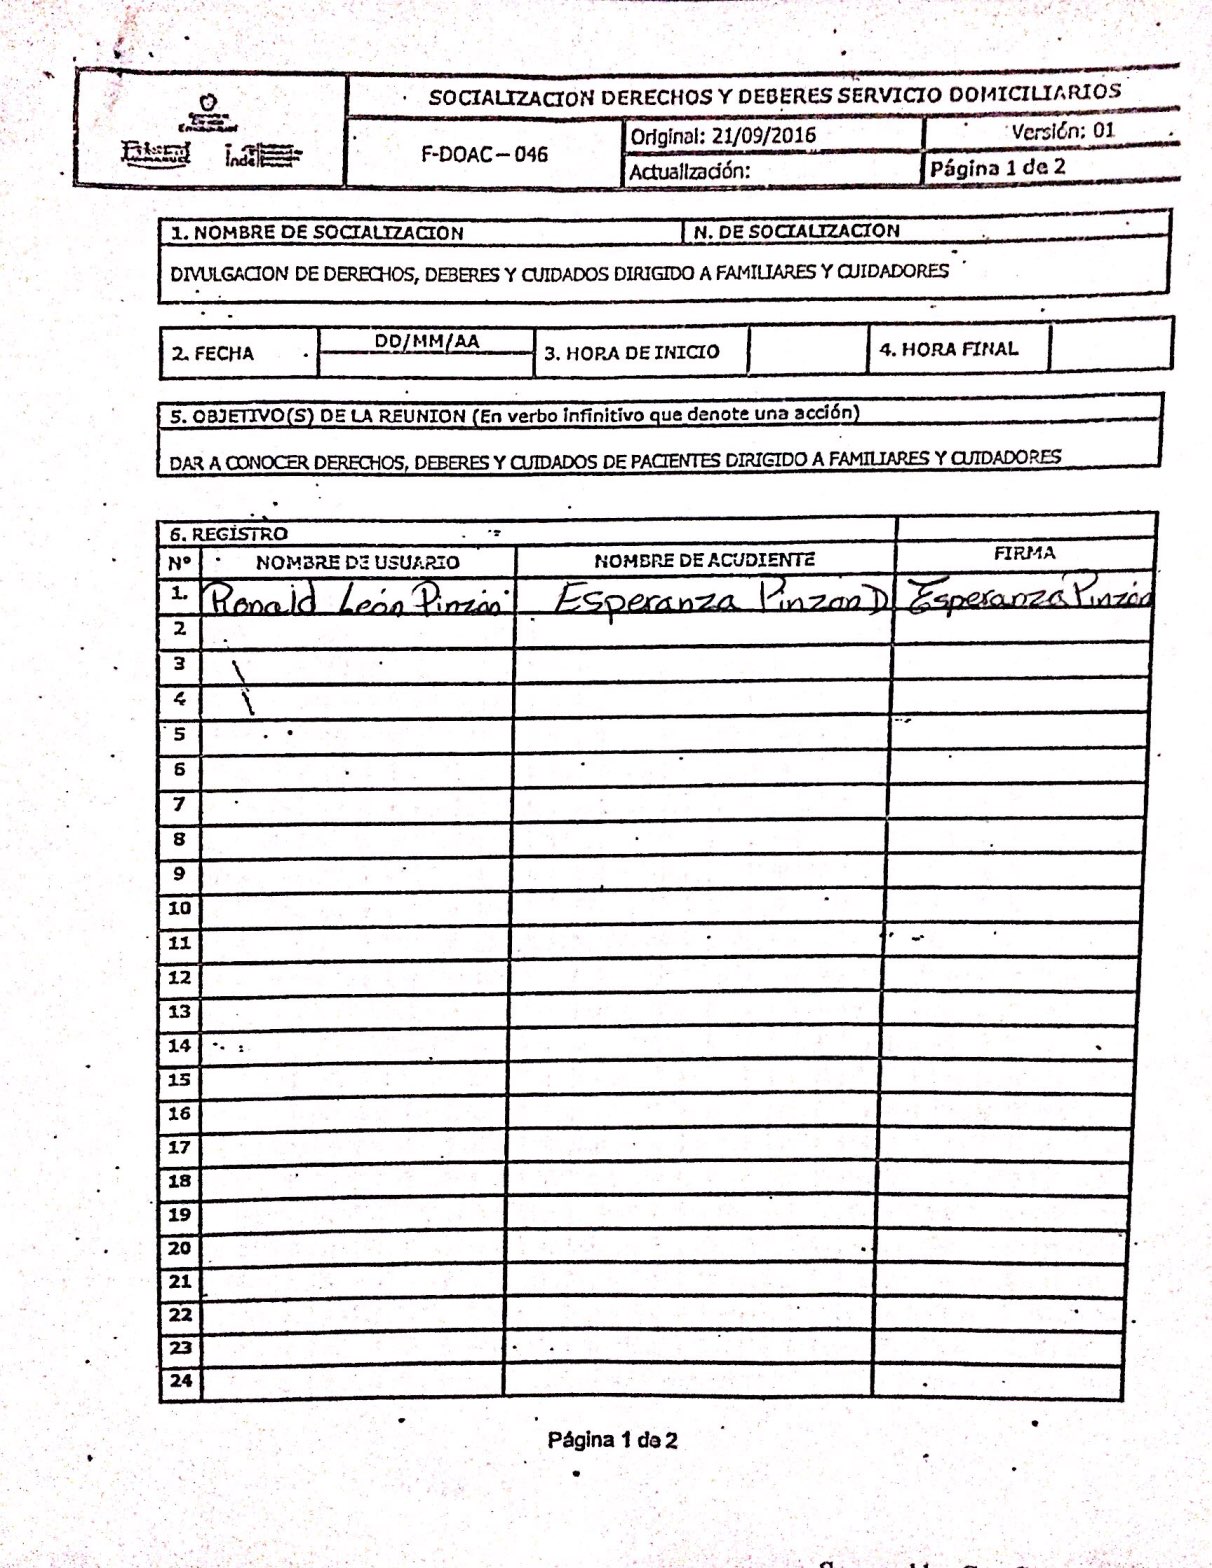 SOCIALIZACION DERECHOS Y DEBERES SERVICIO DOMICILIARIOS
F-DOAC – 046
Original: 21/09/2016
Versión: 01
Actualización:
Página 1 de 2
1. NOMBRE DE SOCIALIZACION
N. DE SOCIALIZACION
DIVULGACION DE DERECHOS, DEBERES Y CUIDADOS DIRIGIDO A FAMILIARES Y CUIDADORES
2. FECHA
DD/MM/AA
3. HORA DE INICIO
4. HORA FINAL
5. OBJETIVO(S) DE LA REUNION (En verbo infinitivo que denote una acción)
DAR A CONOCER DERECHOS, DEBERES Y CUIDADOS DE PACIENTES DIRIGIDO A FAMILIARES Y CUIDADORES
6. REGISTRO
Nº NOMBRE DE USUARIO NOMBRE DE ACUDIENTE FIRMA
1. Ronald León Pinzón Esperanza Pinzon D Esperanza Pinzón
2
3
4
5
6
7
8
9
10
11
12
13
14
15
16
17
18
19
20
21
22
23
24
Página 1 de 2